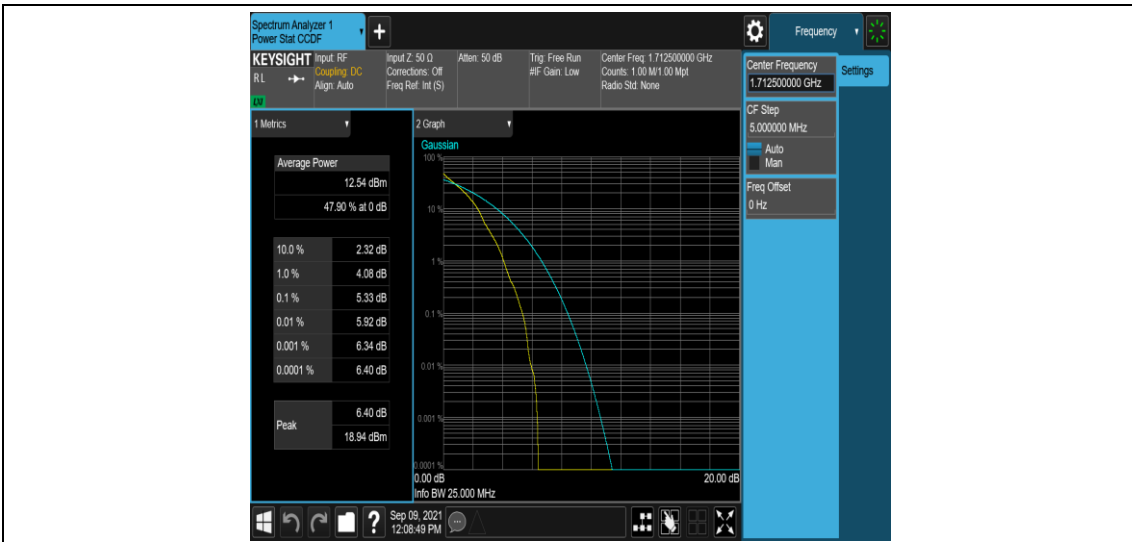 Spectrum Analyzer 1
Power Stat CCDF
+
Frequency
KEYSIGHT
RL
LNI
Input: RF
Coupling: DC
Align: Auto
Input Z: 50 Ω
Corrections: Off
Freq Ref: Int (S)
Atten: 50 dB
Trig: Free Run
#IF Gain: Low
Center Freq: 1.712500000 GHz
Counts: 1.00 M/1.00 Mpt
Radio Std: None
Center Frequency
1.712500000 GHz
Settings
CF Step
5.000000 MHz
Auto
Man
Freq Offset
0 Hz
1 Metrics
Average Power
12.54 dBm
47.90 % at 0 dB
10.0 % 2.32 dB
1.0 % 4.08 dB
0.1 % 5.33 dB
0.01 % 5.92 dB
0.001 % 6.34 dB
0.0001 % 6.40 dB
Peak
6.40 dB
18.94 dBm
2 Graph
Gaussian
100 %
10 %
1 %
0.1 %
0.01 %
0.001 %
0.0001 %
0.00 dB 20.00 dB
Info BW 25.000 MHz
?
Sep 09, 2021
12:08:49 PM